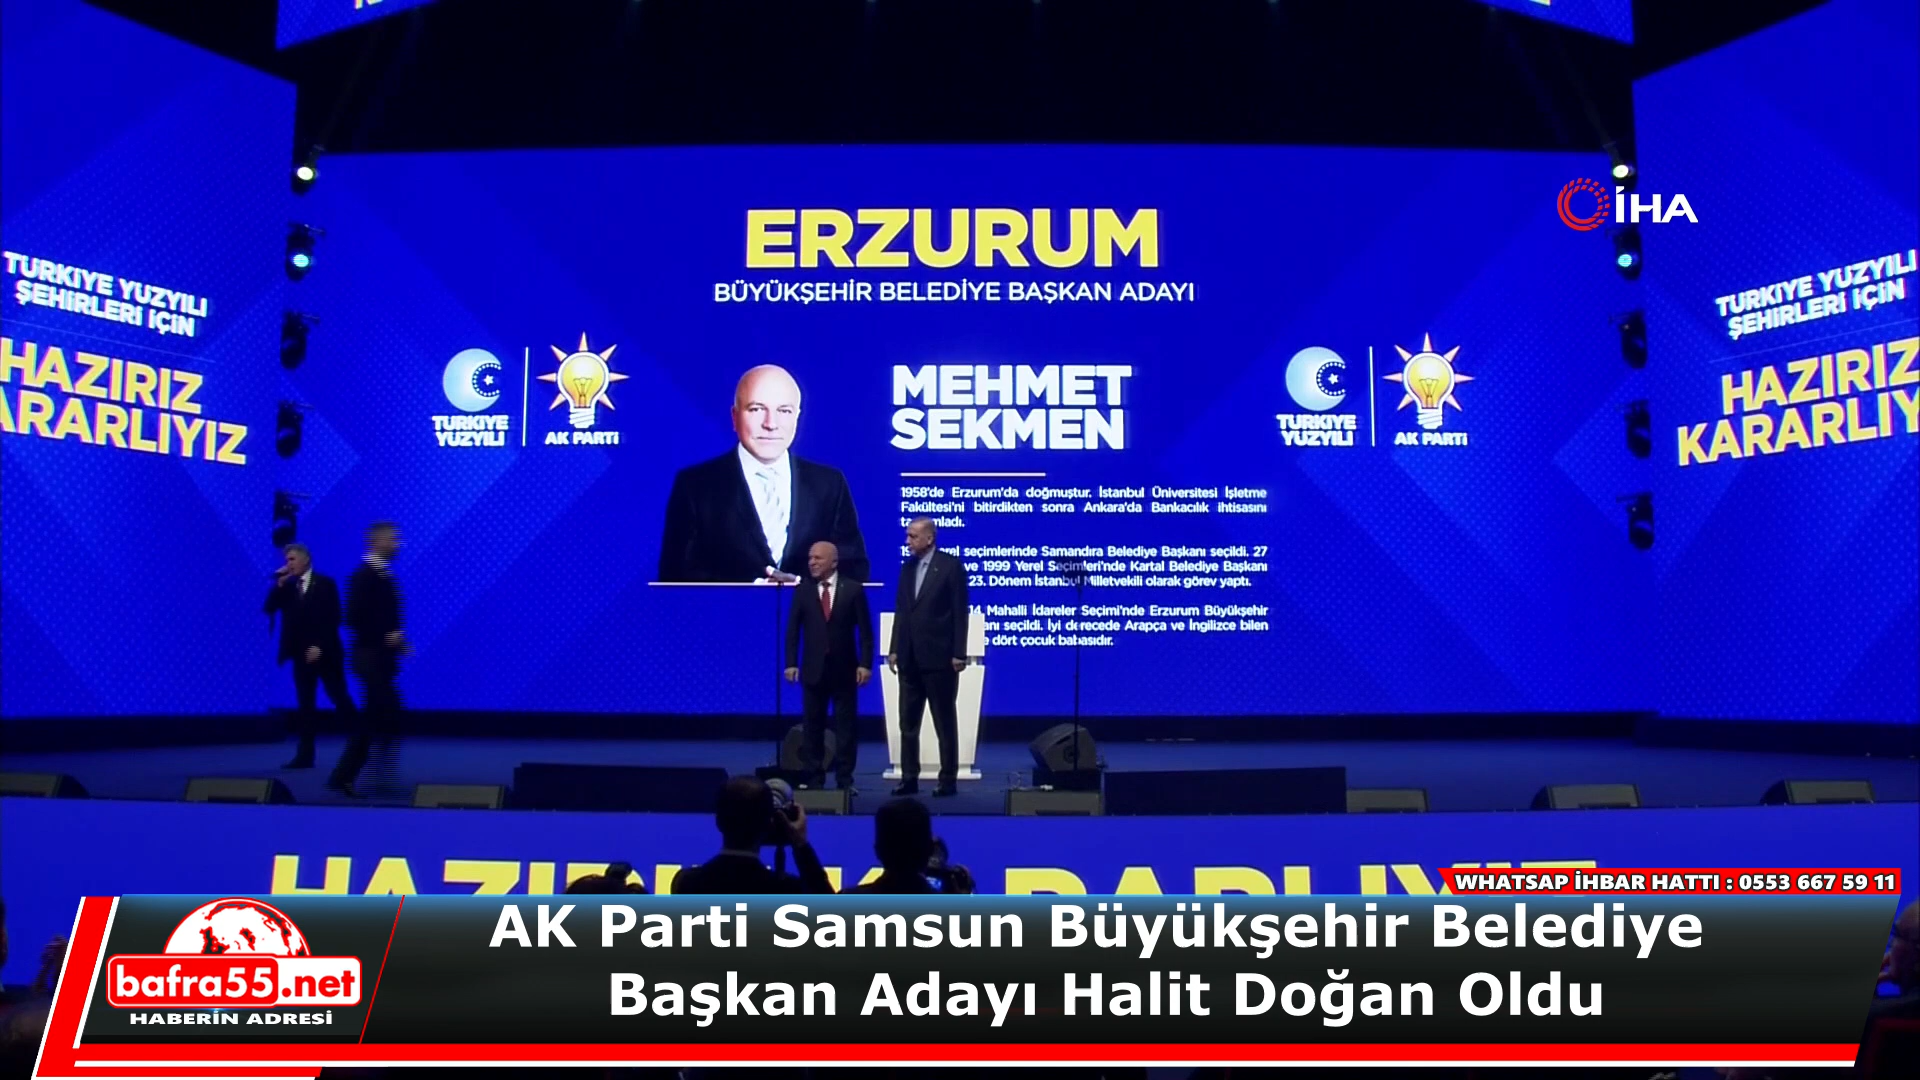 ERZURUM
BÜYÜKŞEHİR BELEDİYE BAŞKAN ADAYI
İHA
TÜRKİYE YÜZYILI
ŞEHİRLERİ İÇİN
HAZIRIZ
KARARLIYIZ
TÜRKİYE
YÜZYILI
AK PARTİ
MEHMET
SEKMEN
1958'de Erzurum'da doğmuştur. İstanbul Üniversitesi İşletme
Fakültesi'ni bitirdikten sonra Ankara'da Bankacılık ihtisasını
yerel seçimlerinde Samandıra Belediye Başkanı seçildi. 27
ve 1999 Yerel Seçimleri'nde Kartal Belediye Başkanı
23. Dönem İstanbul Milletvekili olarak görev yaptı.
Mahalli İdareler Seçimi'nde Erzurum Büyükşehir
seçildi. İyi derecede Arapça ve İngilizce bilen
dört çocuk babasıdır.
TÜRKİYE
YÜZYILI
AK PARTİ
TÜRKİYE YÜZYILI
ŞEHİRLERİ İÇİN
HAZIRIZ
KARARLIY
WHATSAP İHBAR HATTI : 0553 667 59 11
bafra55.net
HABERİN ADRESİ
AK Parti Samsun Büyükşehir Belediye
Başkan Adayı Halit Doğan Oldu